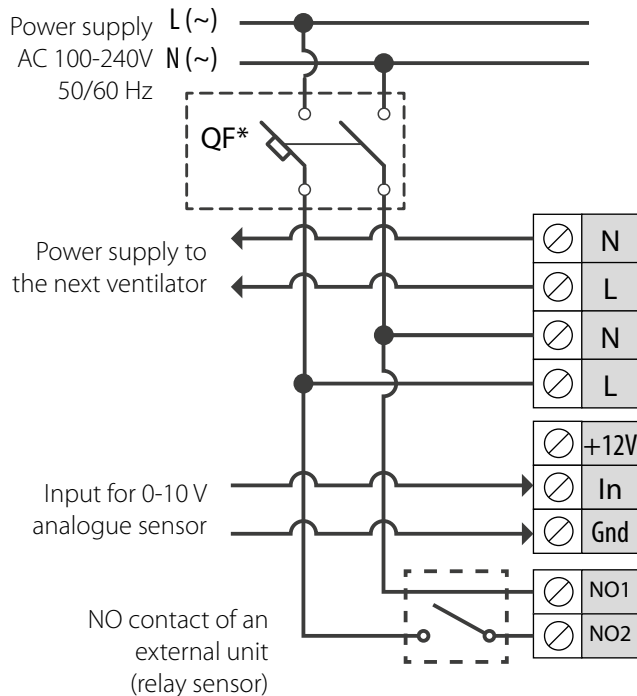 Power supply L (~)
AC 100-240V N (~)
50/60 Hz
QF*
Power supply to
the next ventilator
N
L
N
L
+12V
Input for 0-10 V
analogue sensor
In
Gnd
NO contact of an
external unit
(relay sensor)
NO1
NO2